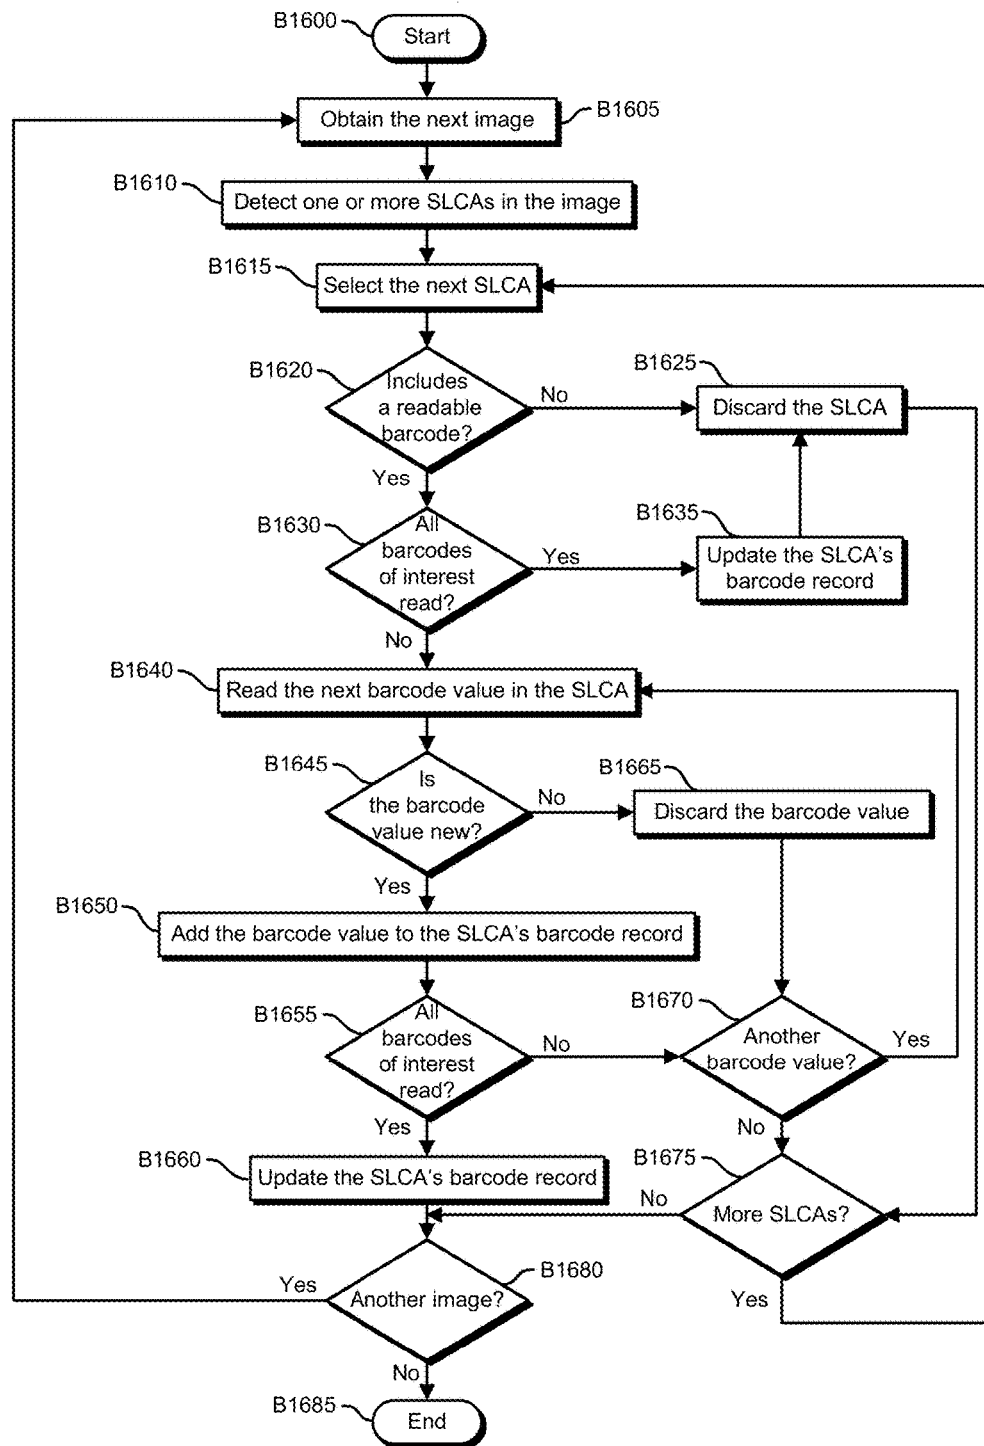 B1600
Start
Obtain the next image
B1605
B1610
Detect one or more SLCAs in the image
B1615
Select the next SLCA
B1620
Includes
a readable
barcode?
No
B1625
Discard the SLCA
Yes
B1630
All
barcodes
of interest
read?
Yes
B1635
Update the SLCA's
barcode record
No
B1640
Read the next barcode value in the SLCA
B1645
Is
the barcode
value new?
No
B1665
Discard the barcode value
Yes
B1650
Add the barcode value to the SLCA's barcode record
B1655
All
barcodes
of interest
read?
No
B1670
Another
barcode value?
Yes
Yes
No
B1660
Update the SLCA's barcode record
B1675
More SLCAs?
No
Yes
B1680
Another image?
Yes
No
B1685
End